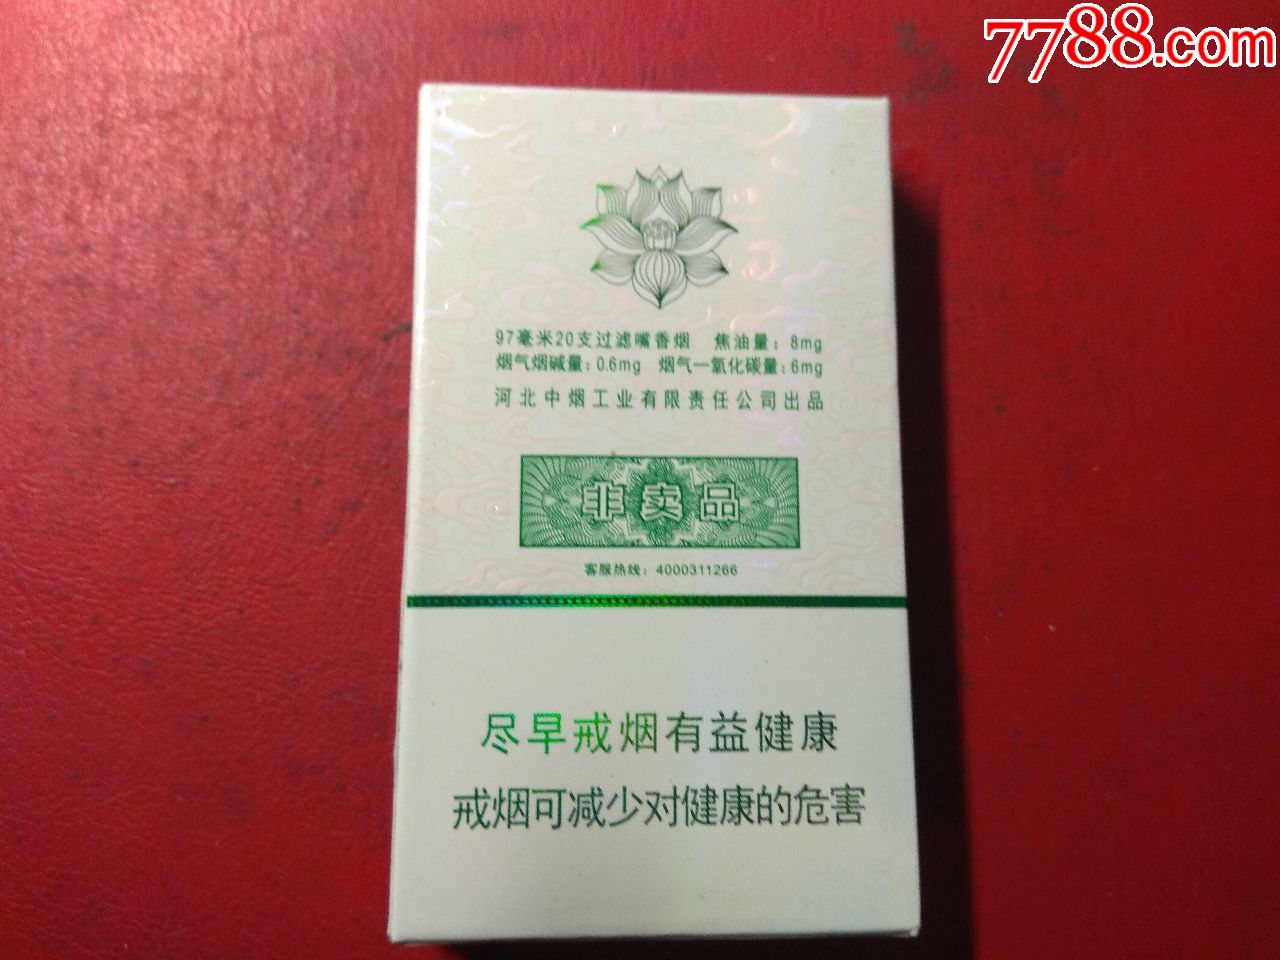 7788.com
97毫米20支过滤嘴香烟 焦油量：8mg
烟气烟碱量：0.6mg 烟气一氧化碳量：6mg
河北中烟工业有限责任公司出品
非卖品
客服热线：4000311266
尽早戒烟有益健康
戒烟可减少对健康的危害